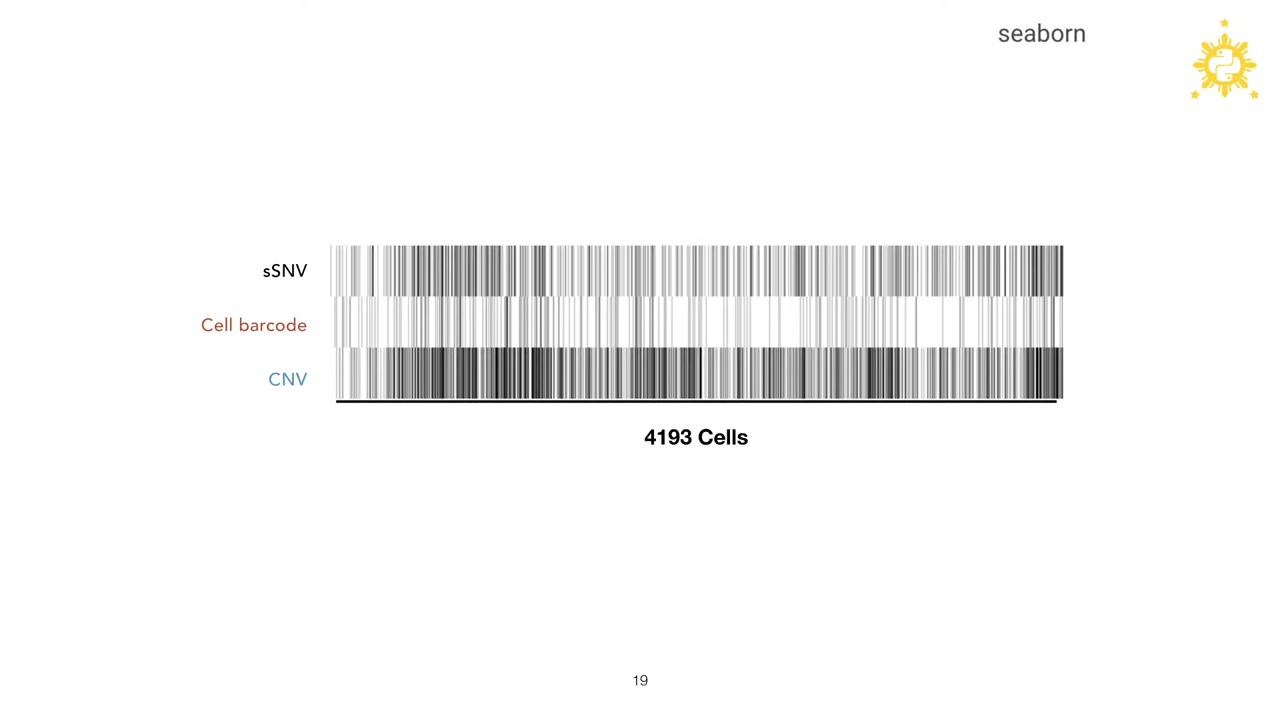 seaborn
sSNV
Cell barcode
CNV
4193 Cells
19